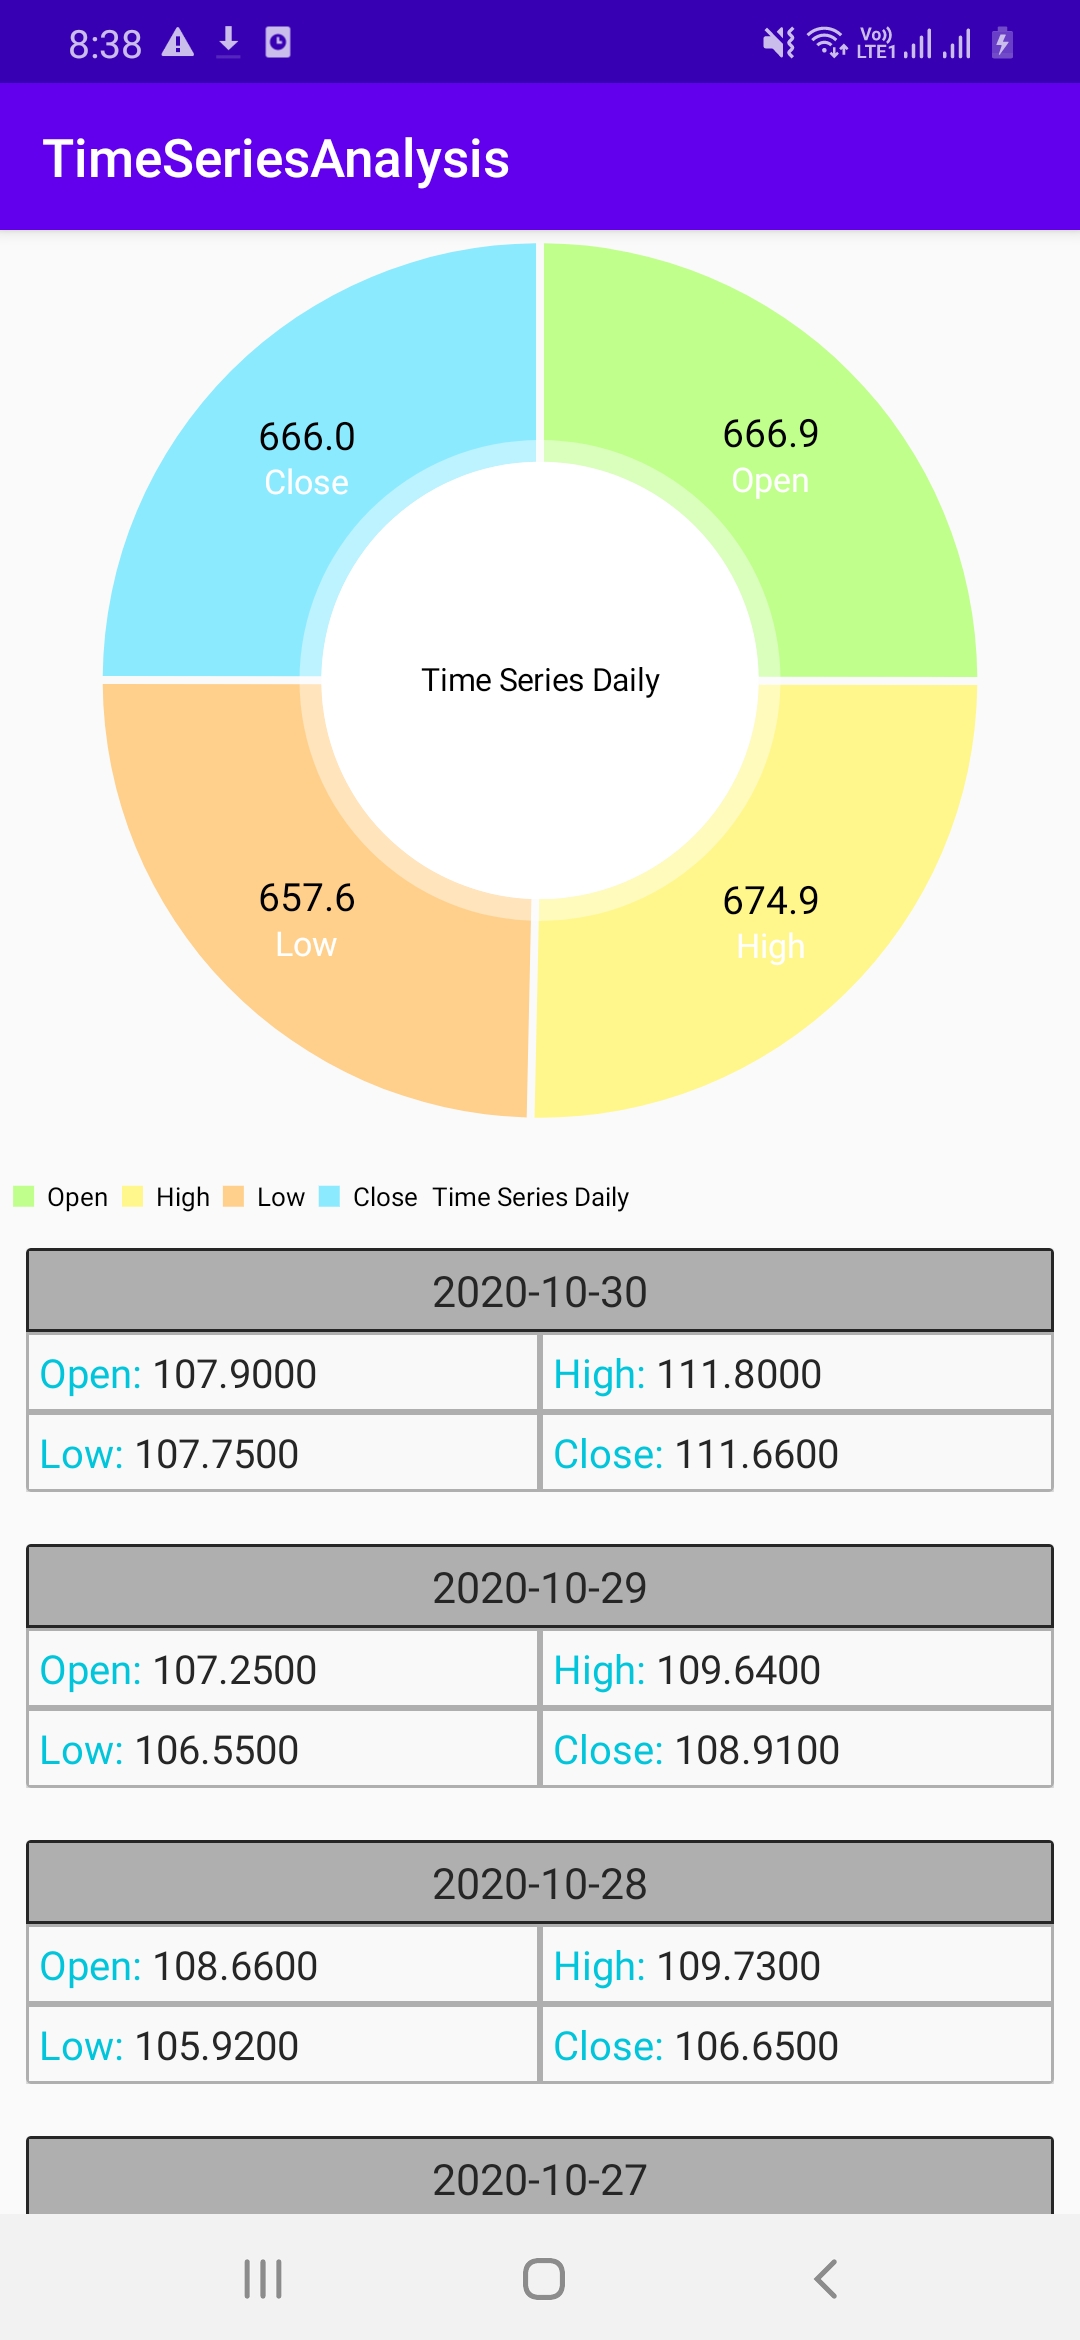 8:38
Vo)) LTE1
TimeSeriesAnalysis
666.0
Close
666.9
Open
Time Series Daily
657.6
Low
674.9
High
Open High Low Close Time Series Daily
2020-10-30
Open: 107.9000 High: 111.8000
Low: 107.7500 Close: 111.6600
2020-10-29
Open: 107.2500 High: 109.6400
Low: 106.5500 Close: 108.9100
2020-10-28
Open: 108.6600 High: 109.7300
Low: 105.9200 Close: 106.6500
2020-10-27